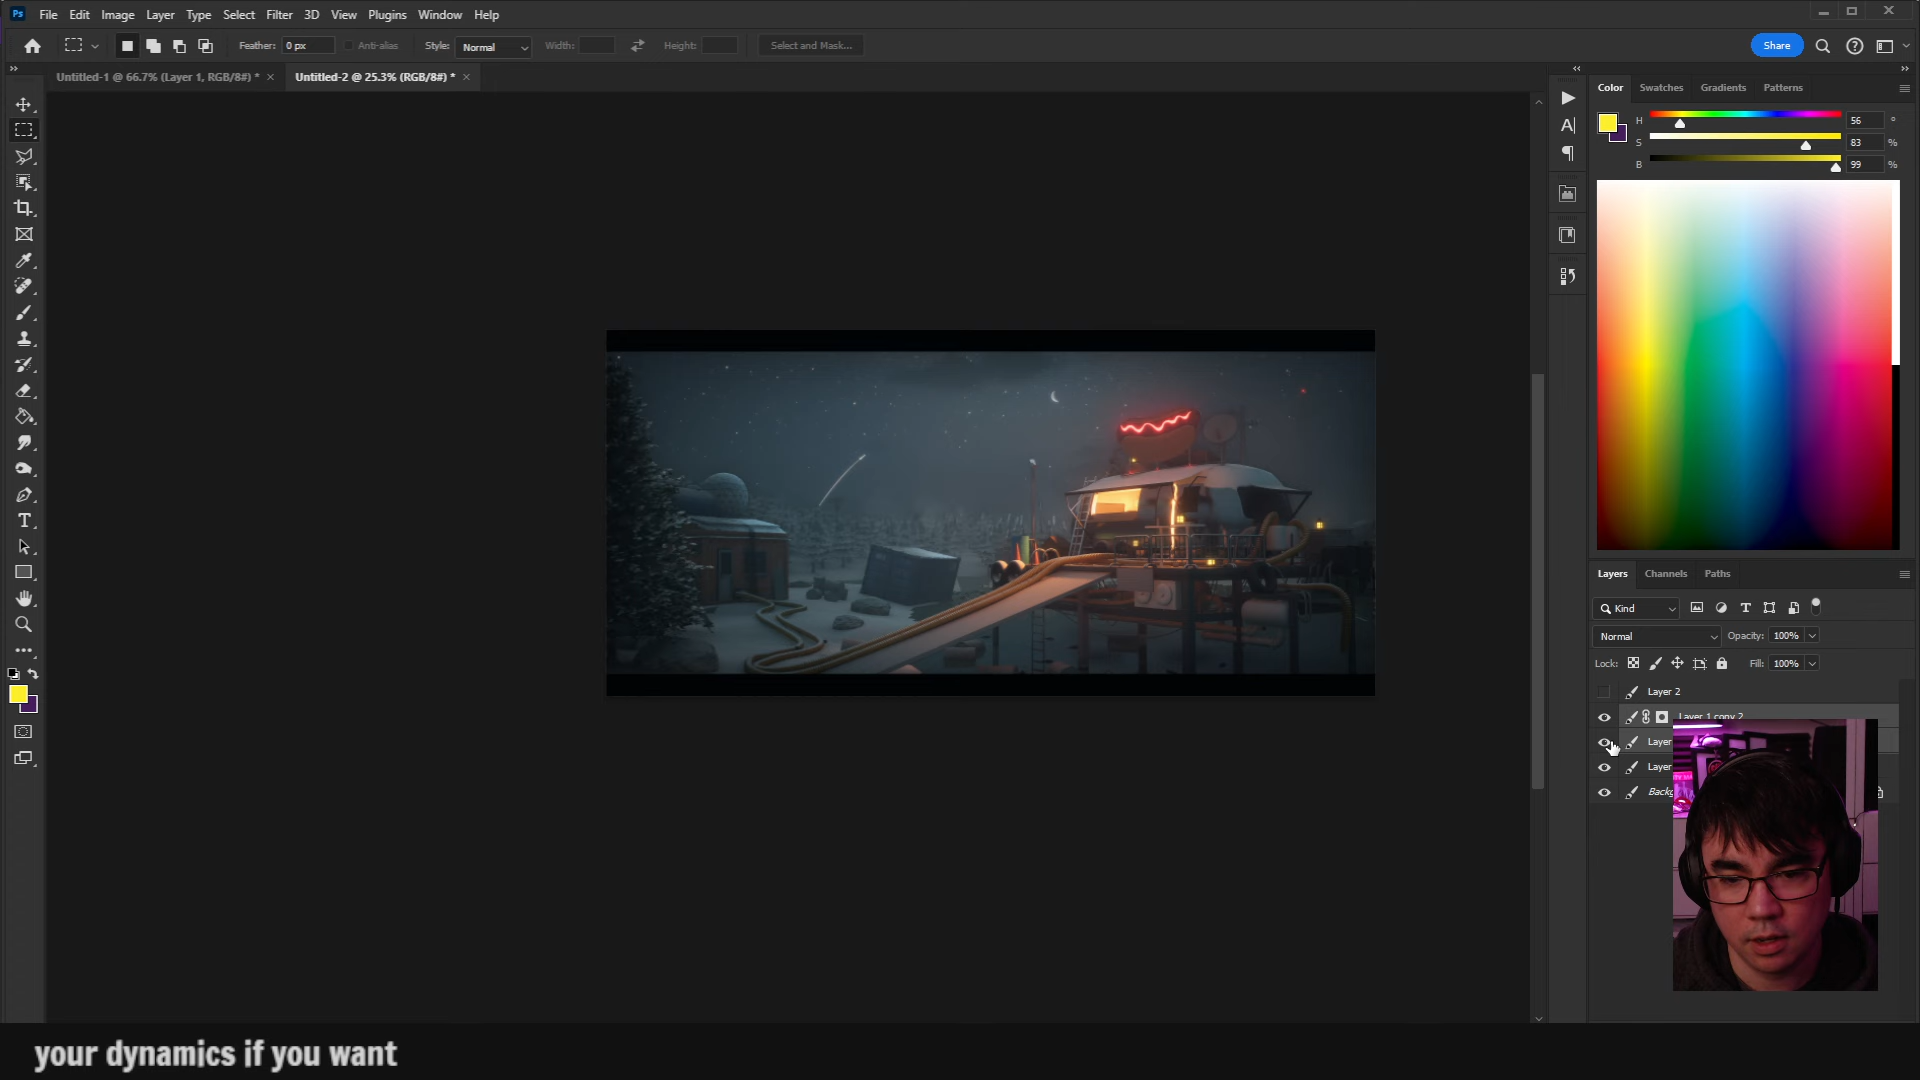 Ps File Edit Image Layer Type Select Filter 3D View Plugins Window Help
Feather: 0 px Anti-alias Style: Normal Width: Height: Select and Mask... Share
Untitled-1 @ 66.7% (Layer 1, RGB/8#) * × Untitled-2 @ 25.3% (RGB/8#) * ×
Color Swatches Gradients Patterns
H 56 °
S 83 %
B 99 %
Layers Channels Paths
Kind
Normal Opacity: 100%
Lock: Fill: 100%
Layer 2
Layer 1 copy 2
Layer
Layer
your dynamics if you want